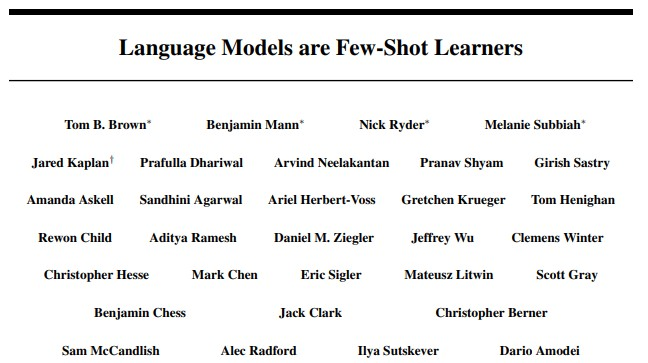 Language Models are Few-Shot Learners
Tom B. Brown* Benjamin Mann* Nick Ryder* Melanie Subbiah*
Jared Kaplan† Prafulla Dhariwal Arvind Neelakantan Pranav Shyam Girish Sastry
Amanda Askell Sandhini Agarwal Ariel Herbert-Voss Gretchen Krueger Tom Henighan
Rewon Child Aditya Ramesh Daniel M. Ziegler Jeffrey Wu Clemens Winter
Christopher Hesse Mark Chen Eric Sigler Mateusz Litwin Scott Gray
Benjamin Chess Jack Clark Christopher Berner
Sam McCandlish Alec Radford Ilya Sutskever Dario Amodei